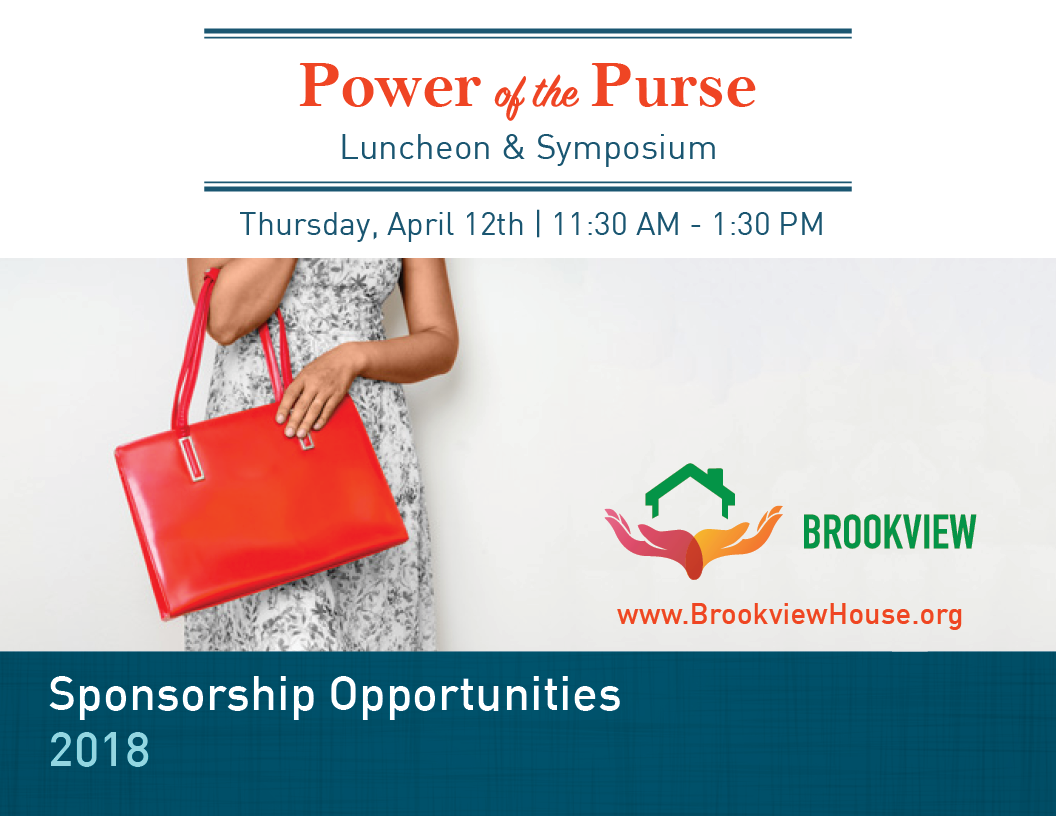 Power of the Purse
Luncheon & Symposium
Thursday, April 12th | 11:30 AM - 1:30 PM
BROOKVIEW
www.BrookviewHouse.org
Sponsorship Opportunities
2018